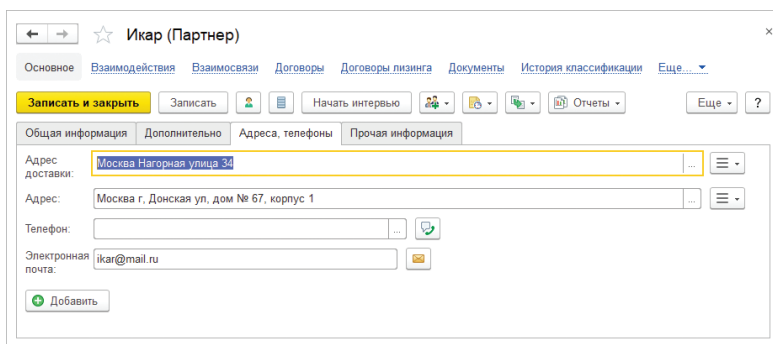 Икар (Партнер)
Основное Взаимодействия Взаимосвязи Договоры Договоры лизинга Документы История классификации Еще...
Записать и закрыть Записать Начать интервью Отчеты Еще ?
Общая информация Дополнительно Адреса, телефоны Прочая информация
Адрес
доставки: Москва Нагорная улица 34 ...
Адрес: Москва г, Донская ул, дом № 67, корпус 1 ...
Телефон: ...
Электронная
почта: ikar@mail.ru
Добавить